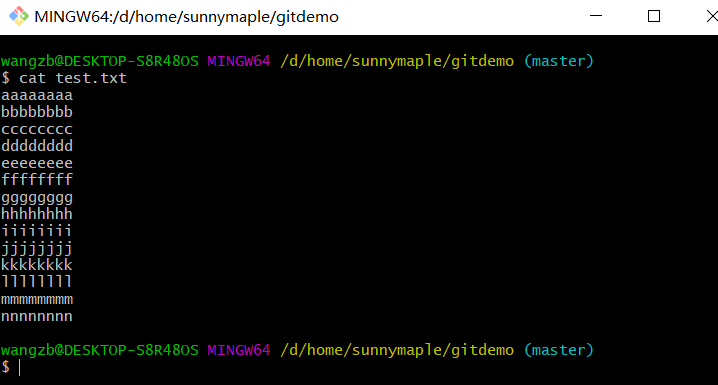 MINGW64:/d/home/sunnymaple/gitdemo
wangzb@DESKTOP-S8R48OS MINGW64 /d/home/sunnymaple/gitdemo (master)
$ cat test.txt
aaaaaaaa
bbbbbbbb
cccccccc
dddddddd
eeeeeeee
ffffffff
gggggggg
hhhhhhhh
iiiiiiii
jjjjjjjj
kkkkkkkk
llllllll
mmmmmmmm
nnnnnnnn
wangzb@DESKTOP-S8R48OS MINGW64 /d/home/sunnymaple/gitdemo (master)
$